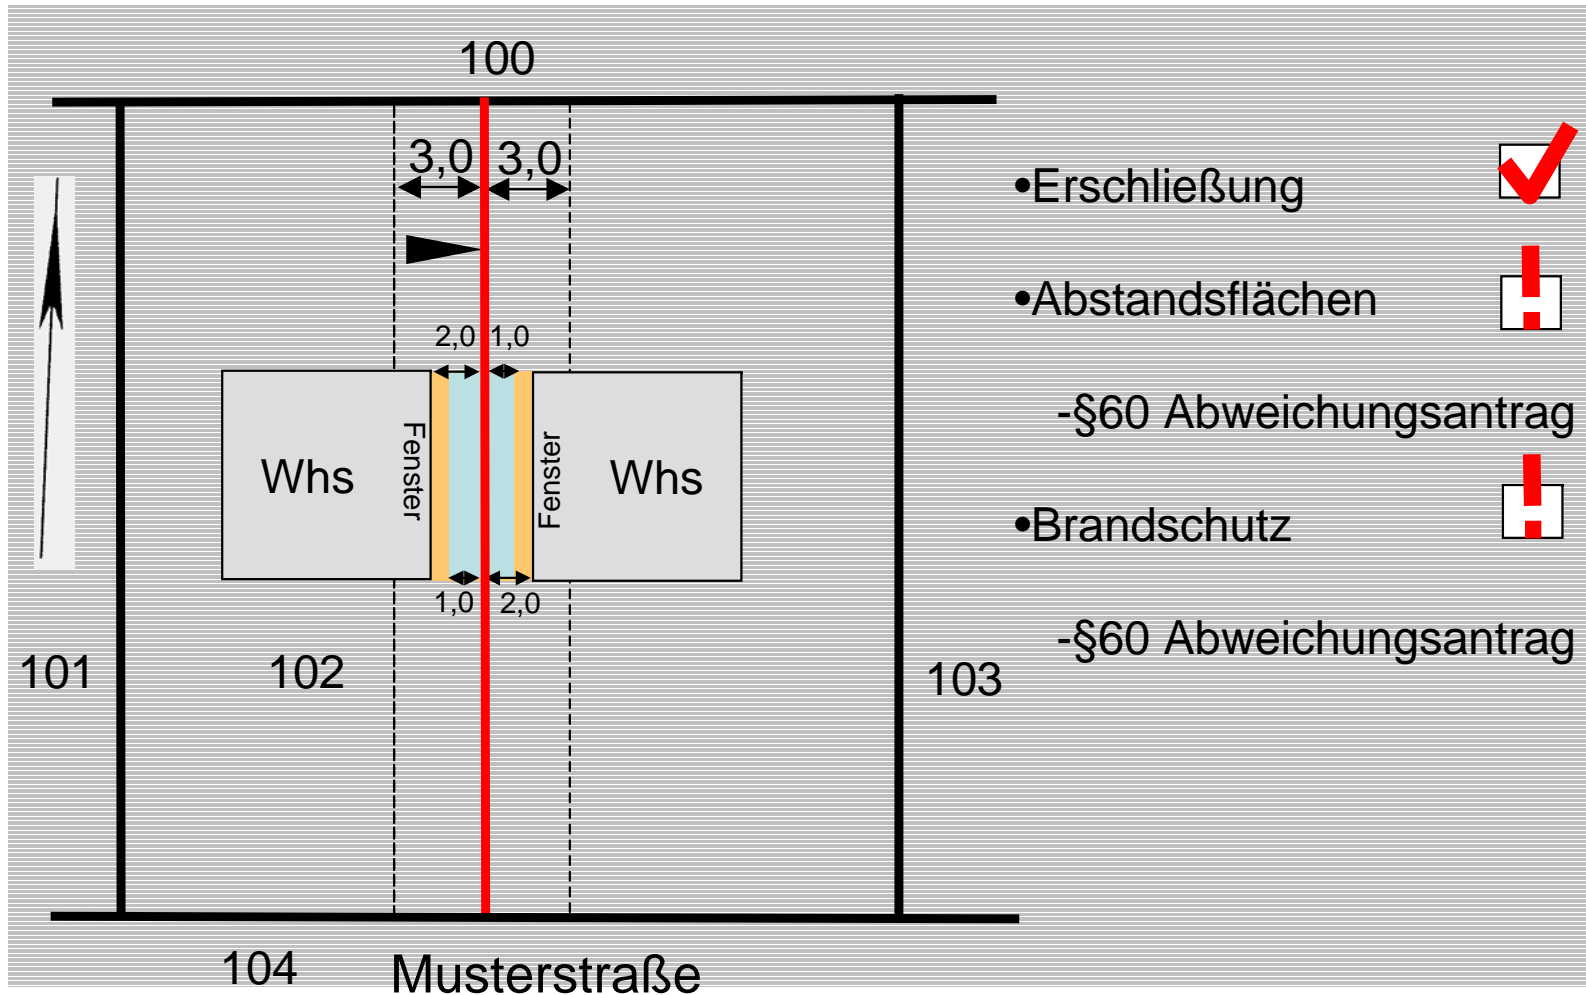 100
3,0 3,0
2,0 1,0
Fenster
Fenster
Whs
Whs
1,0 2,0
101
102
103
104
Musterstraße
•Erschließung
•Abstandsflächen
-§60 Abweichungsantrag
•Brandschutz
-§60 Abweichungsantrag